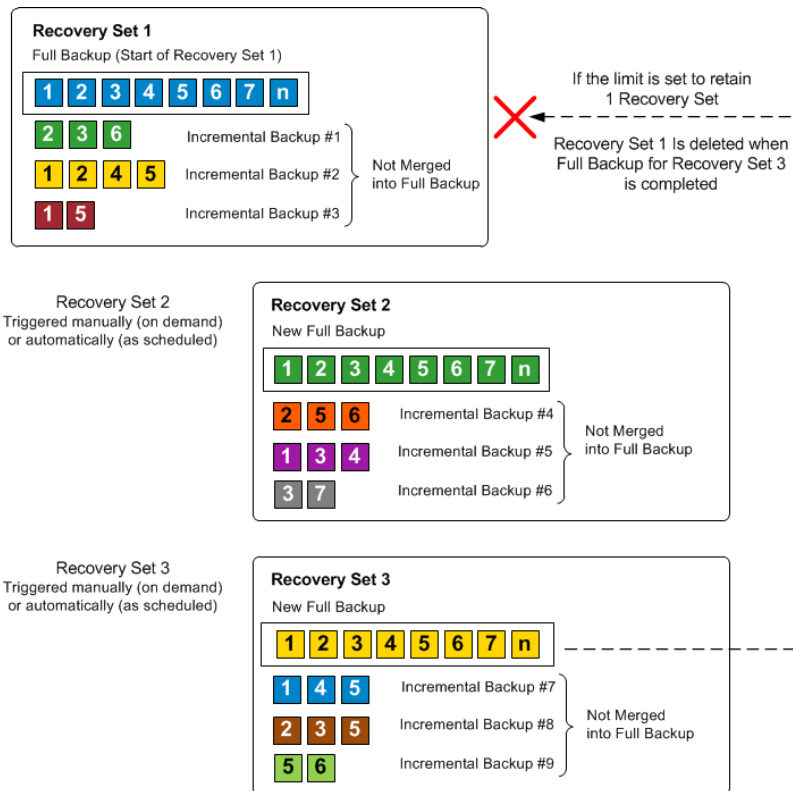 Recovery Set 1
Full Backup (Start of Recovery Set 1)
1 2 3 4 5 6 7 n
2 3 6 Incremental Backup #1
1 2 4 5 Incremental Backup #2
1 5 Incremental Backup #3
Not Merged
into Full Backup
If the limit is set to retain
1 Recovery Set
Recovery Set 1 Is deleted when
Full Backup for Recovery Set 3
is completed
Recovery Set 2
Triggered manually (on demand)
or automatically (as scheduled)
Recovery Set 2
New Full Backup
1 2 3 4 5 6 7 n
2 5 6 Incremental Backup #4
1 3 4 Incremental Backup #5
3 7 Incremental Backup #6
Not Merged
into Full Backup
Recovery Set 3
Triggered manually (on demand)
or automatically (as scheduled)
Recovery Set 3
New Full Backup
1 2 3 4 5 6 7 n
1 4 5 Incremental Backup #7
2 3 5 Incremental Backup #8
5 6 Incremental Backup #9
Not Merged
into Full Backup